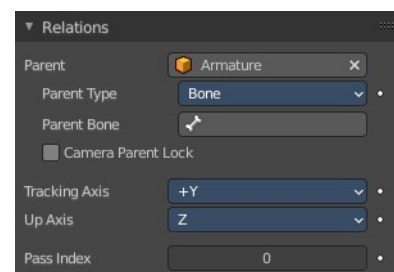 Relations
Parent Armature
Parent Type Bone
Parent Bone
Camera Parent Lock
Tracking Axis +Y
Up Axis Z
Pass Index 0